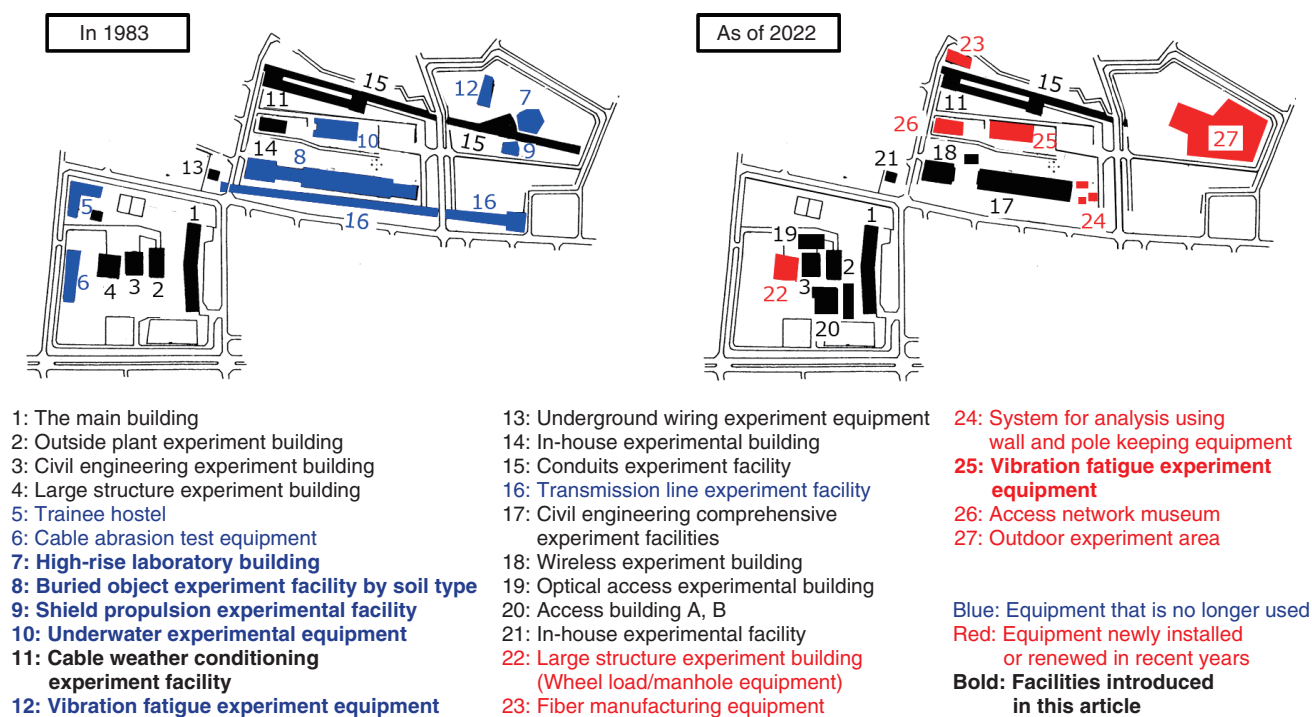 In 1983
15
12
7
11
10
15
9
14
8
13
16
16
5
1
6
4
3
2
As of 2022
23
15
11
26
25
27
18
21
17
24
1
19
2
22
3
20
1: The main building
2: Outside plant experiment building
3: Civil engineering experiment building
4: Large structure experiment building
5: Trainee hostel
6: Cable abrasion test equipment
7: High-rise laboratory building
8: Buried object experiment facility by soil type
9: Shield propulsion experimental facility
10: Underwater experimental equipment
11: Cable weather conditioning
experiment facility
12: Vibration fatigue experiment equipment
13: Underground wiring experiment equipment
14: In-house experimental building
15: Conduits experiment facility
16: Transmission line experiment facility
17: Civil engineering comprehensive
experiment facilities
18: Wireless experiment building
19: Optical access experimental building
20: Access building A, B
21: In-house experimental facility
22: Large structure experiment building
(Wheel load/manhole equipment)
23: Fiber manufacturing equipment
24: System for analysis using
wall and pole keeping equipment
25: Vibration fatigue experiment
equipment
26: Access network museum
27: Outdoor experiment area
Blue: Equipment that is no longer used
Red: Equipment newly installed
or renewed in recent years
Bold: Facilities introduced
in this article